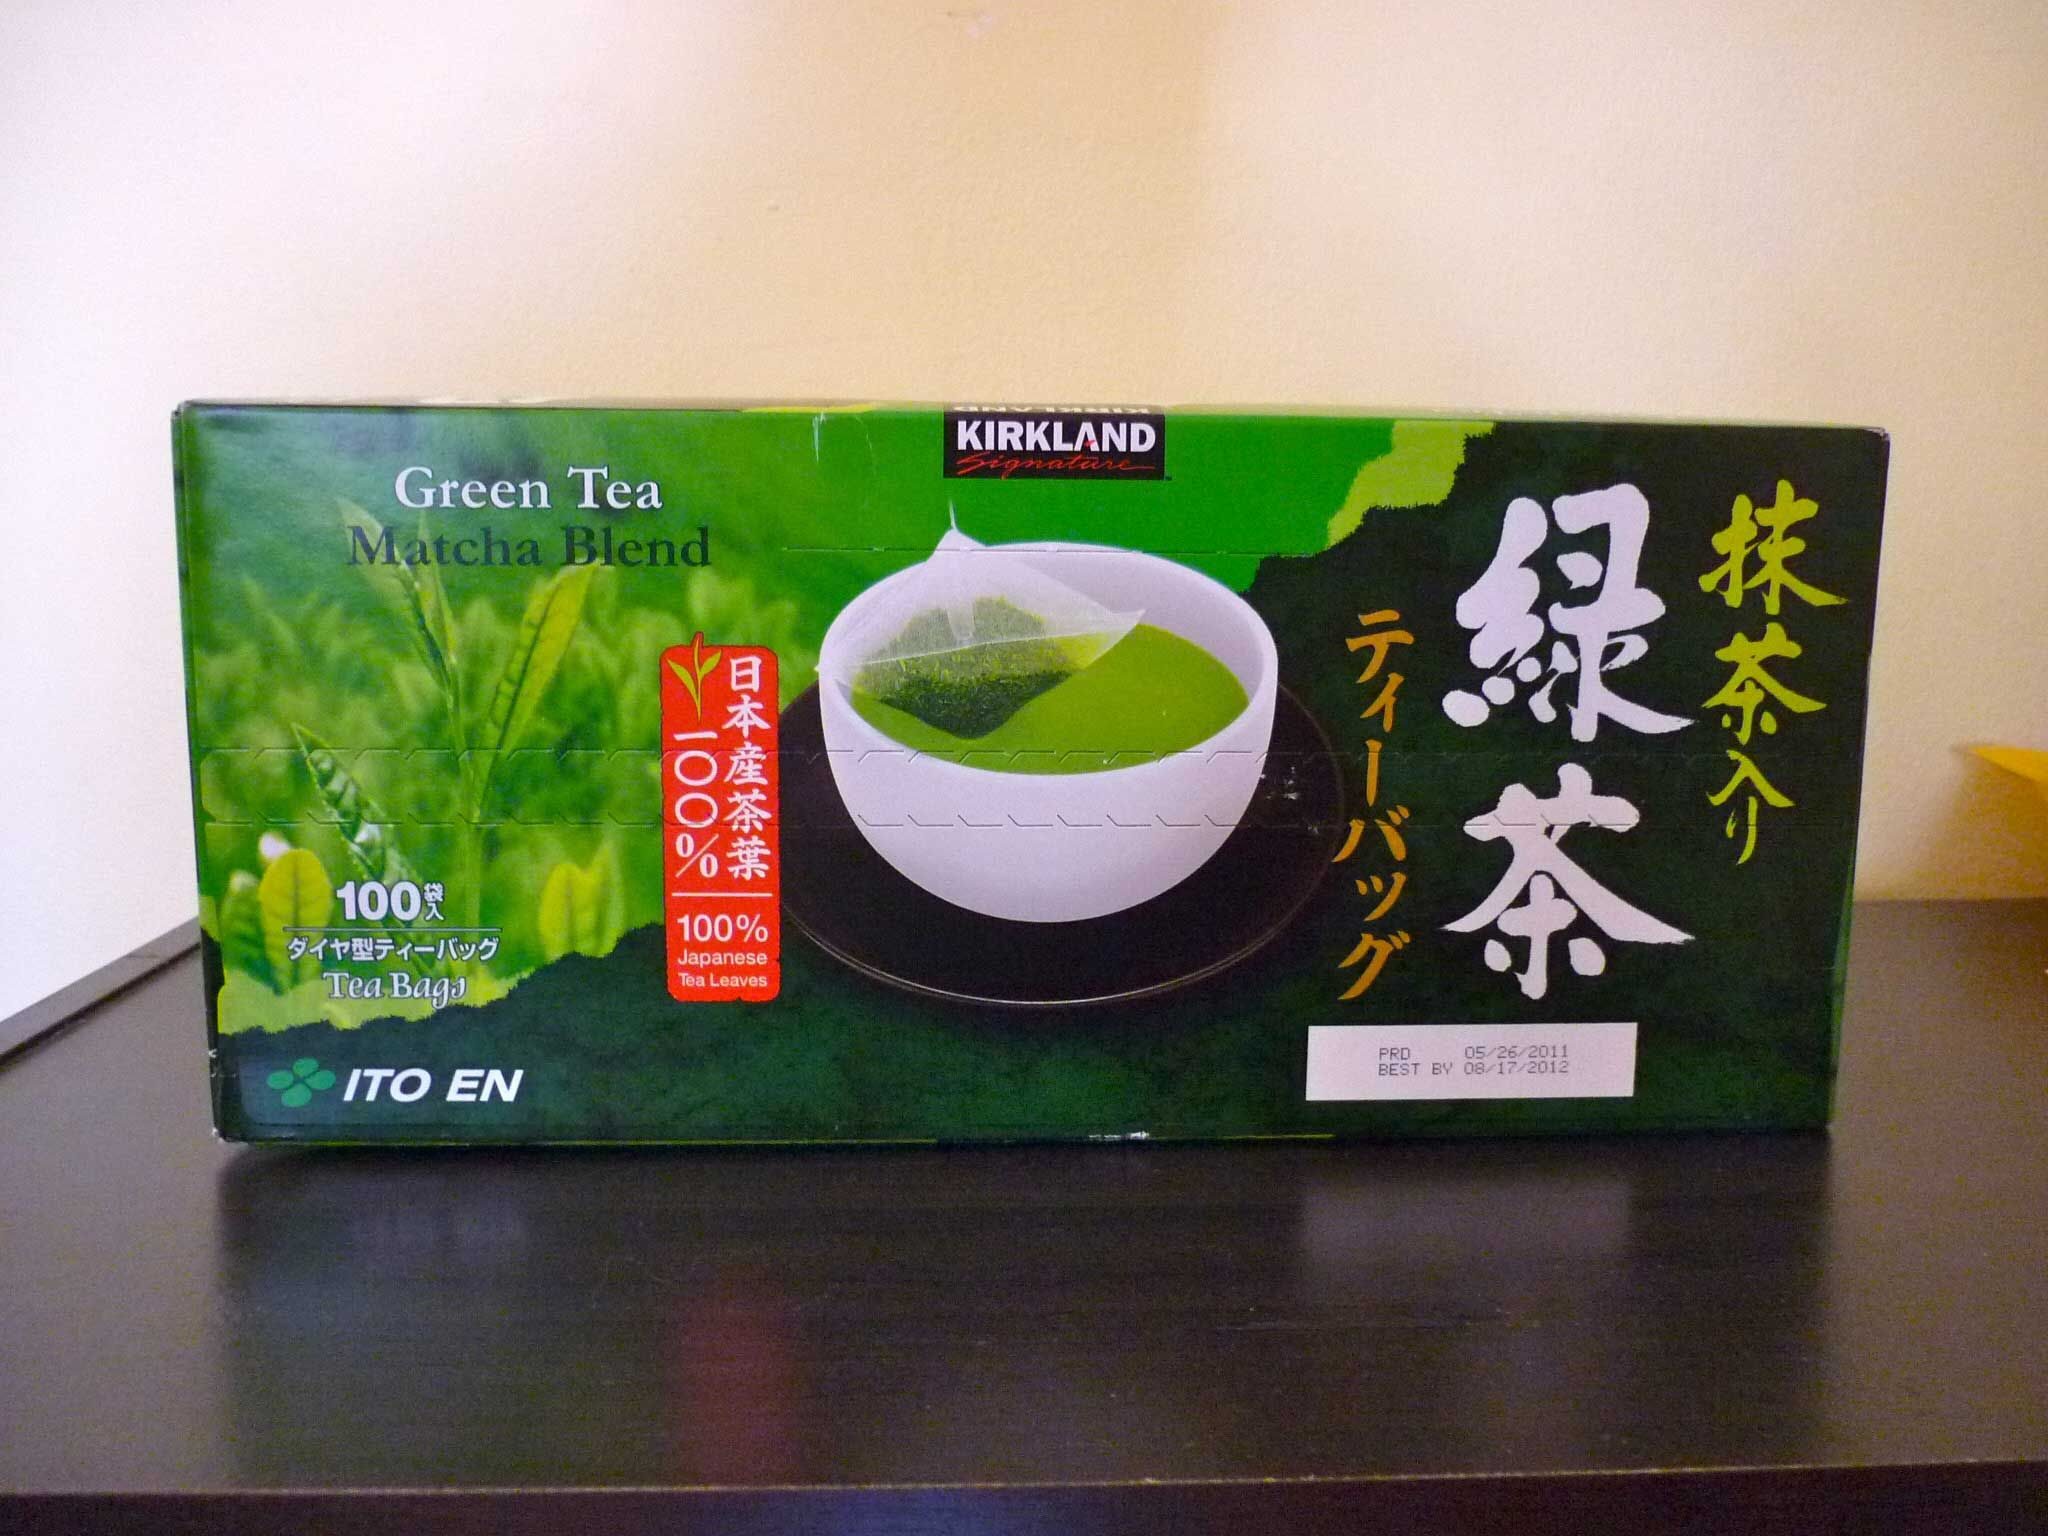 KIRKLAND
Signature
Green Tea
Matcha Blend
日本産茶葉
一〇〇%
100%
Japanese
Tea Leaves
100袋入
ダイヤ型ティーバッグ
Tea Bags
ITO EN
抹茶入り
緑茶
ティーバッグ
PRD 05/26/2011
BEST BY 08/17/2012